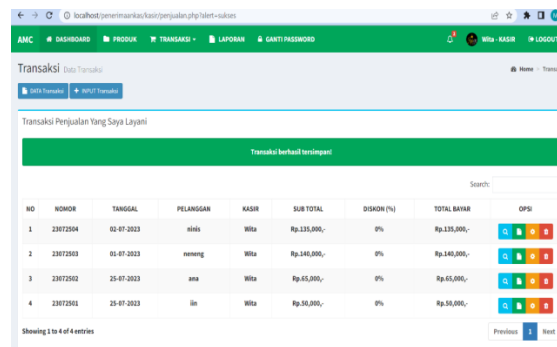 localhost/penerimaankas/kasir/penjualan.php?alert=sukses
AMC DASHBOARD PRODUK TRANSAKSI LAPORAN GANTI PASSWORD Wita - KASIR LOGOUT
Transaksi Data Transaksi Home > Trans
DATA Transaksi + INPUT Transaksi
Transaksi Penjualan Yang Saya Layani
Transaksi berhasil tersimpan!
Search:
NO NOMOR TANGGAL PELANGGAN KASIR SUB TOTAL DISKON (%) TOTAL BAYAR OPSI
1 23072504 02-07-2023 ninis Wita Rp.135,000,- 0% Rp.135,000,-
2 23072503 01-07-2023 neneng Wita Rp.140,000,- 0% Rp.140,000,-
3 23072502 25-07-2023 ana Wita Rp.65,000,- 0% Rp.65,000,-
4 23072501 25-07-2023 iin Wita Rp.50,000,- 0% Rp.50,000,-
Showing 1 to 4 of 4 entries Previous 1 Next